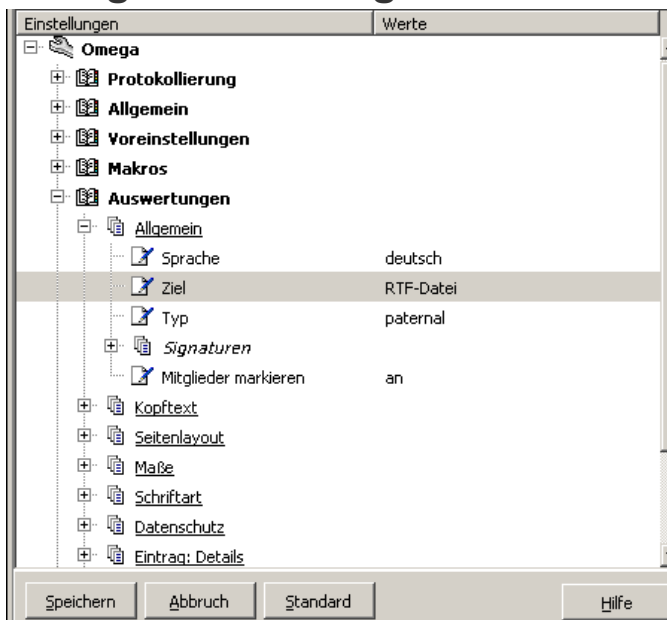 Einstellungen Werte
Omega
Protokollierung
Allgemein
Voreinstellungen
Makros
Auswertungen
Allgemein
Sprache deutsch
Ziel RTF-Datei
Typ paternal
Signaturen
Mitglieder markieren an
Kopftext
Seitenlayout
Maße
Schriftart
Datenschutz
Eintrag: Details
Speichern Abbruch Standard Hilfe